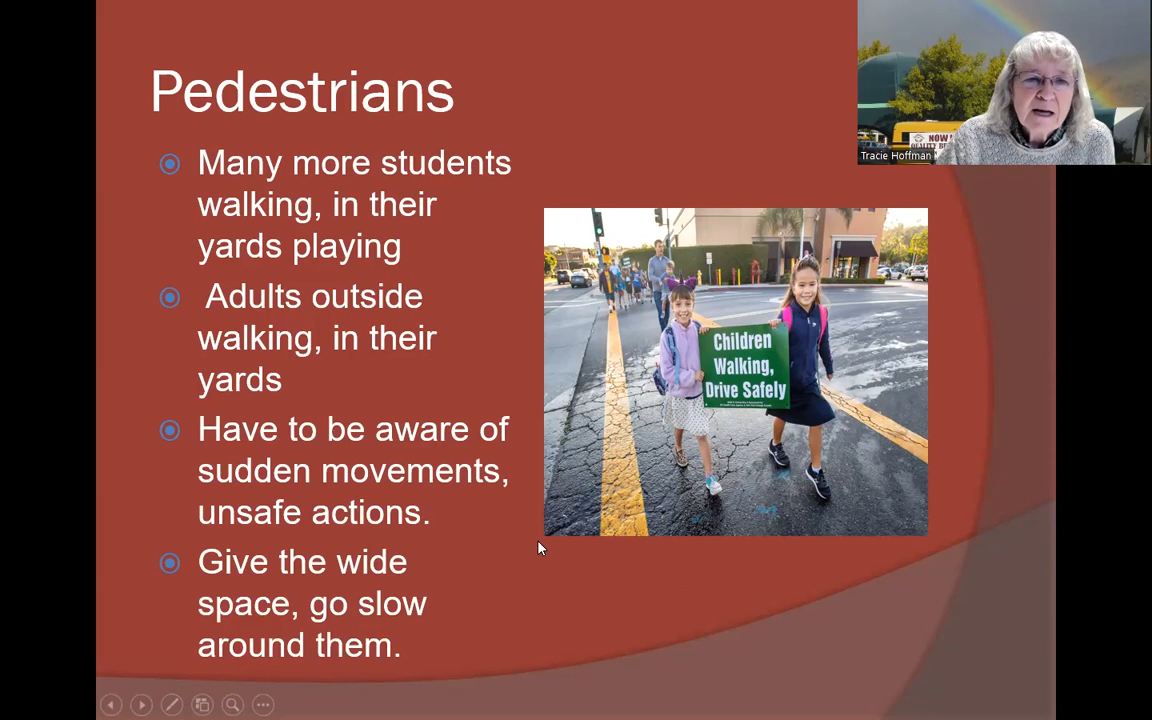 Pedestrians
Many more students
walking, in their
yards playing
Adults outside
walking, in their
yards
Have to be aware of
sudden movements,
unsafe actions.
Give the wide
space, go slow
around them.
Children
Walking,
Drive Safely
NOW
Tracie Hoffman